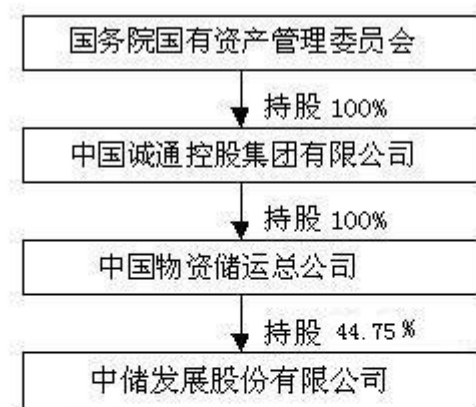 国务院国有资产管理委员会
持股 100%
中国诚通控股集团有限公司
持股 100%
中国物资储运总公司
持股 44.75%
中储发展股份有限公司